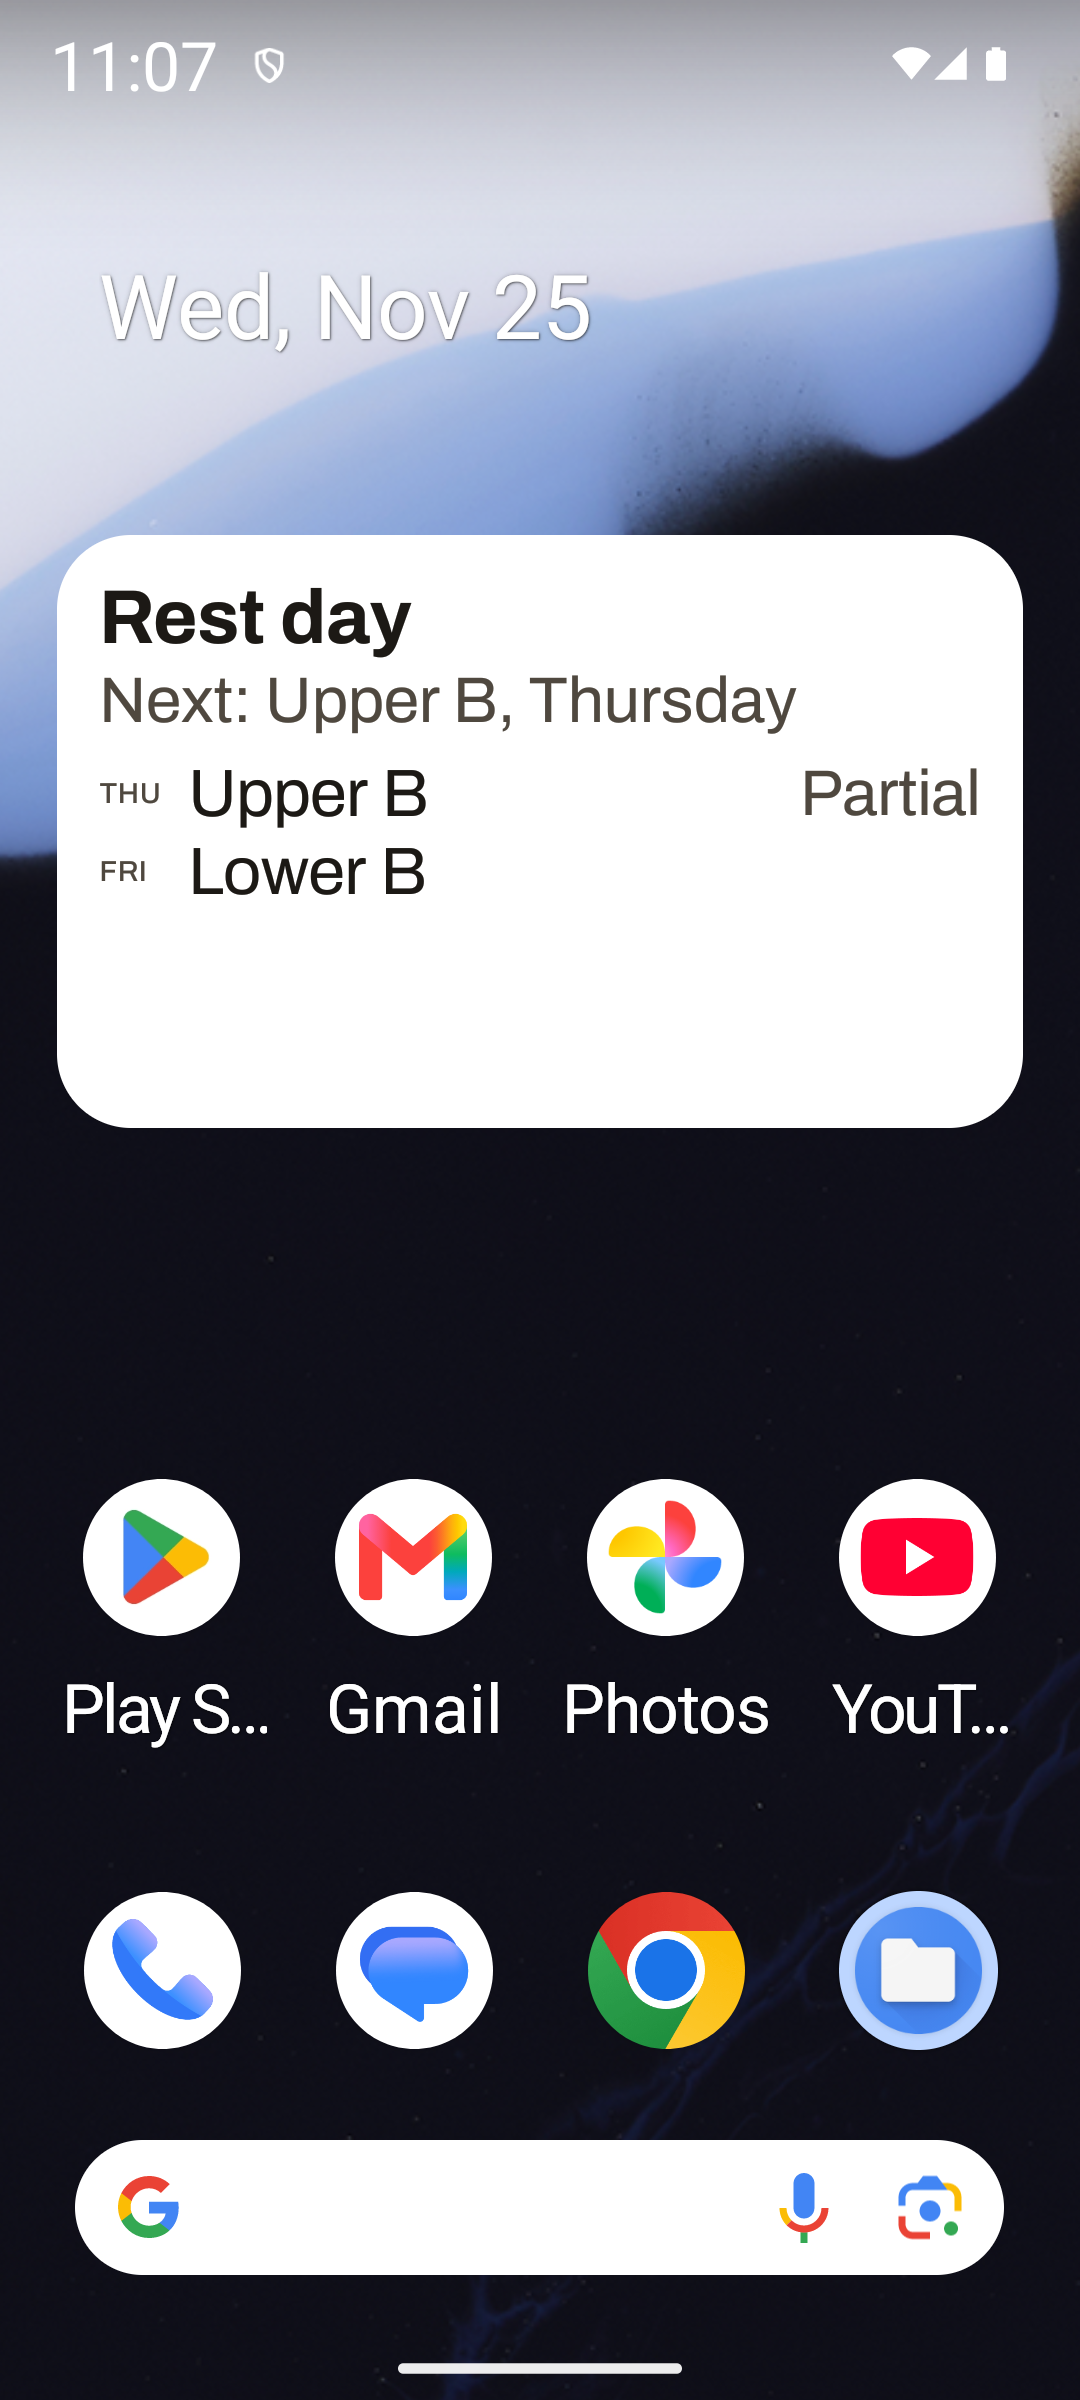 11:07
Wed, Nov 25
Rest day
Next: Upper B, Thursday
THU Upper B Partial
FRI Lower B
Play S... Gmail Photos YouT...